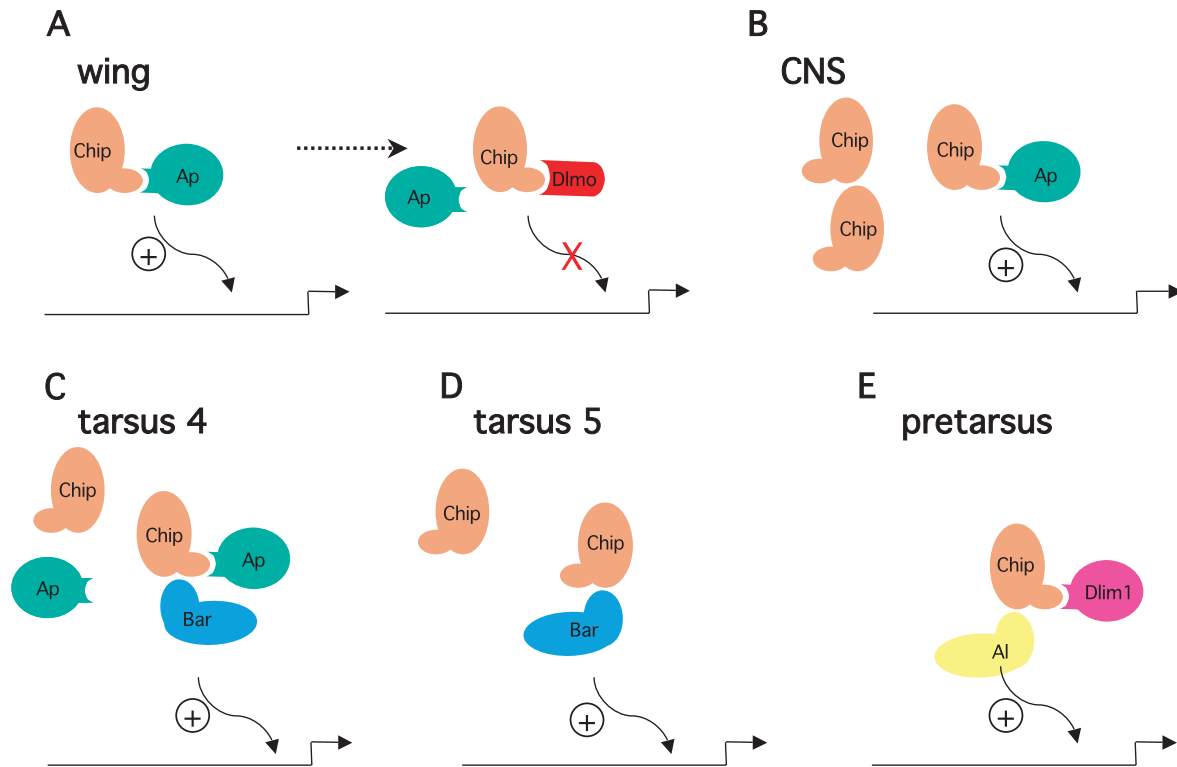 A
wing
Chip
Ap
+
Chip
Ap
Dlmo
X
B
CNS
Chip
Chip
Chip
Ap
+
C
tarsus 4
Chip
Ap
Chip
Ap
Bar
+
D
tarsus 5
Chip
Chip
Bar
+
E
pretarsus
Chip
Dlim1
Al
+